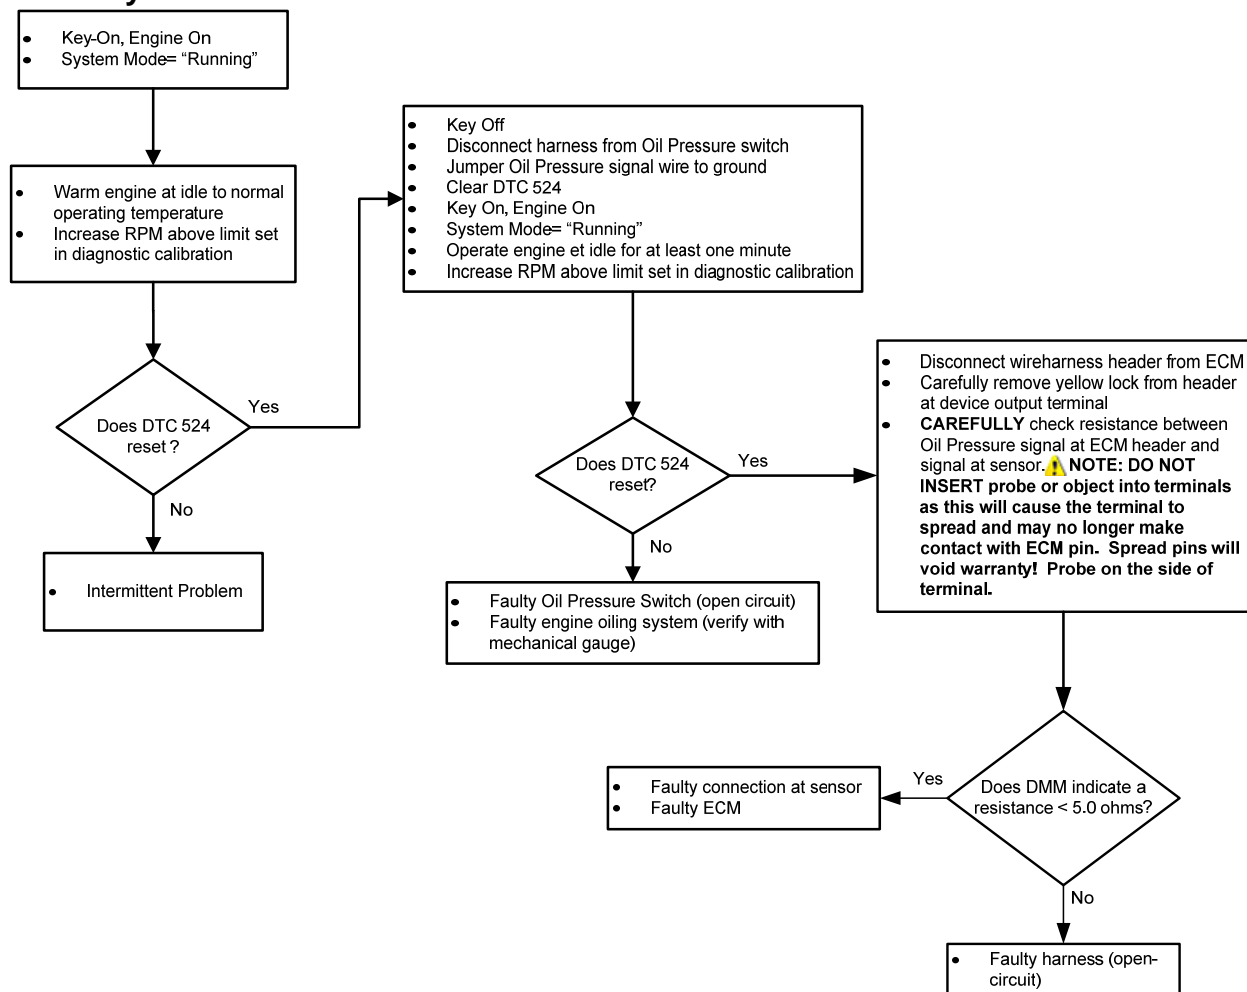 • Key-On, Engine On
• System Mode= “Running”
• Warm engine at idle to normal
operating temperature
• Increase RPM above limit set
in diagnostic calibration
Does DTC 524
reset ?
Yes
No
• Intermittent Problem
• Key Off
• Disconnect harness from Oil Pressure switch
• Jumper Oil Pressure signal wire to ground
• Clear DTC 524
• Key On, Engine On
• System Mode= “Running”
• Operate engine et idle for at least one minute
• Increase RPM above limit set in diagnostic calibration
Does DTC 524
reset?
Yes
No
• Faulty Oil Pressure Switch (open circuit)
• Faulty engine oiling system (verify with
mechanical gauge)
• Disconnect wireharness header from ECM
• Carefully remove yellow lock from header
at device output terminal
• CAREFULLY check resistance between
Oil Pressure signal at ECM header and
signal at sensor. NOTE: DO NOT
INSERT probe or object into terminals
as this will cause the terminal to
spread and may no longer make
contact with ECM pin. Spread pins will
void warranty! Probe on the side of
terminal.
Does DMM indicate a
resistance < 5.0 ohms?
Yes
• Faulty connection at sensor
• Faulty ECM
No
• Faulty harness (open-
circuit)